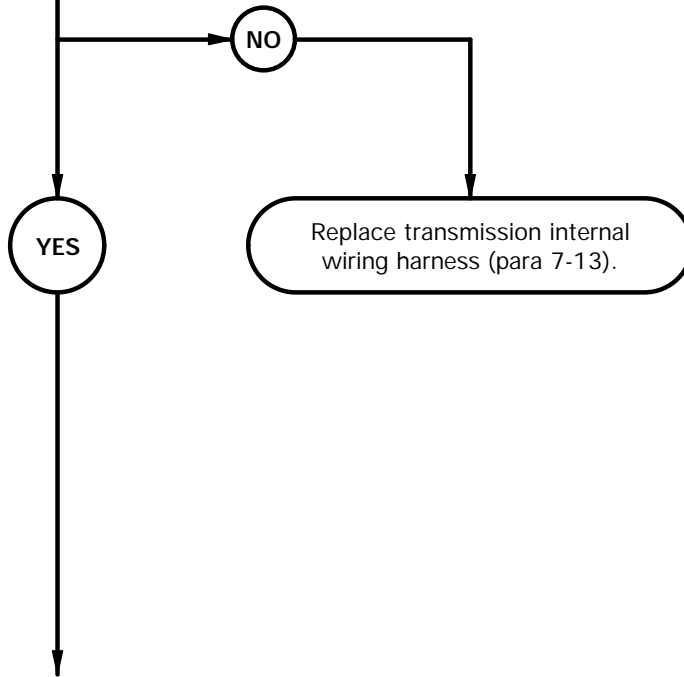 NO
YES
Replace transmission internal
wiring harness (para 7-13).